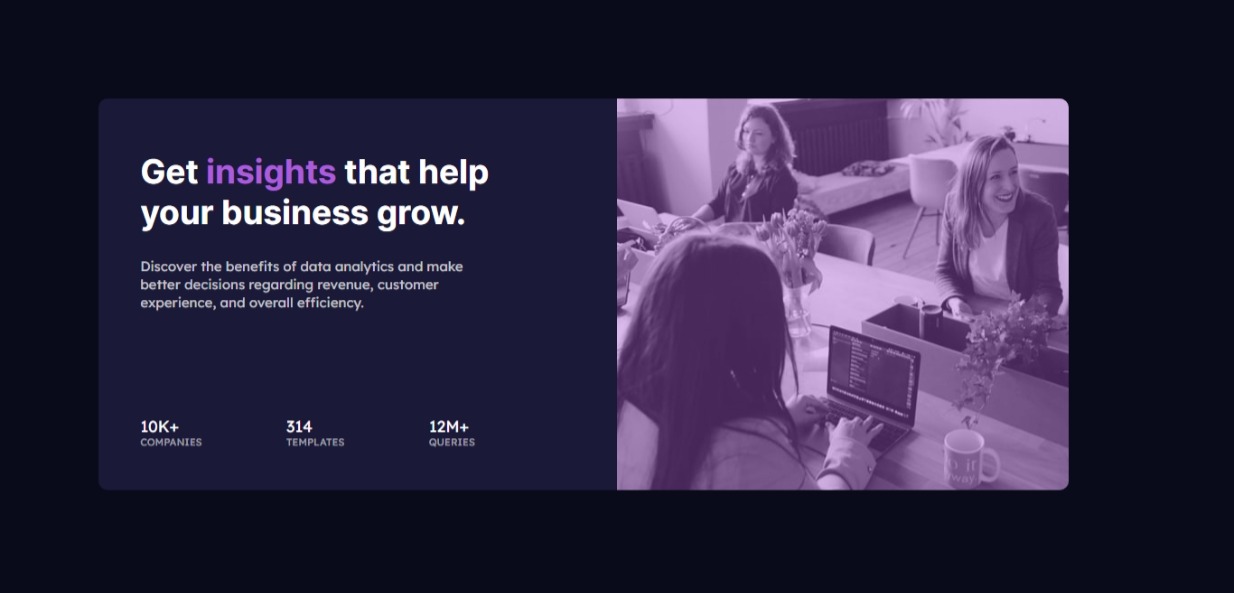 Get insights that help
your business grow.
Discover the benefits of data analytics and make
better decisions regarding revenue, customer
experience, and overall efficiency.
10K+
COMPANIES
314
TEMPLATES
12M+
QUERIES